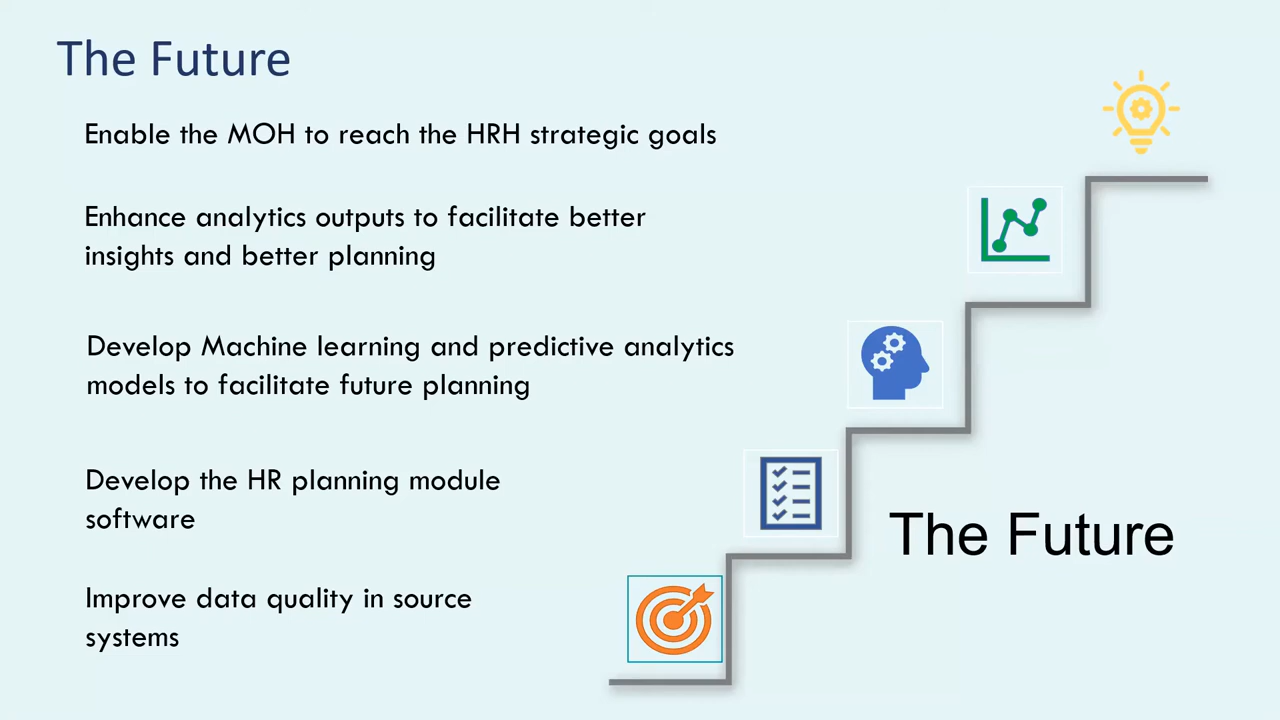 The Future
Enable the MOH to reach the HRH strategic goals
Enhance analytics outputs to facilitate better
insights and better planning
Develop Machine learning and predictive analytics
models to facilitate future planning
Develop the HR planning module
software
The Future
Improve data quality in source
systems